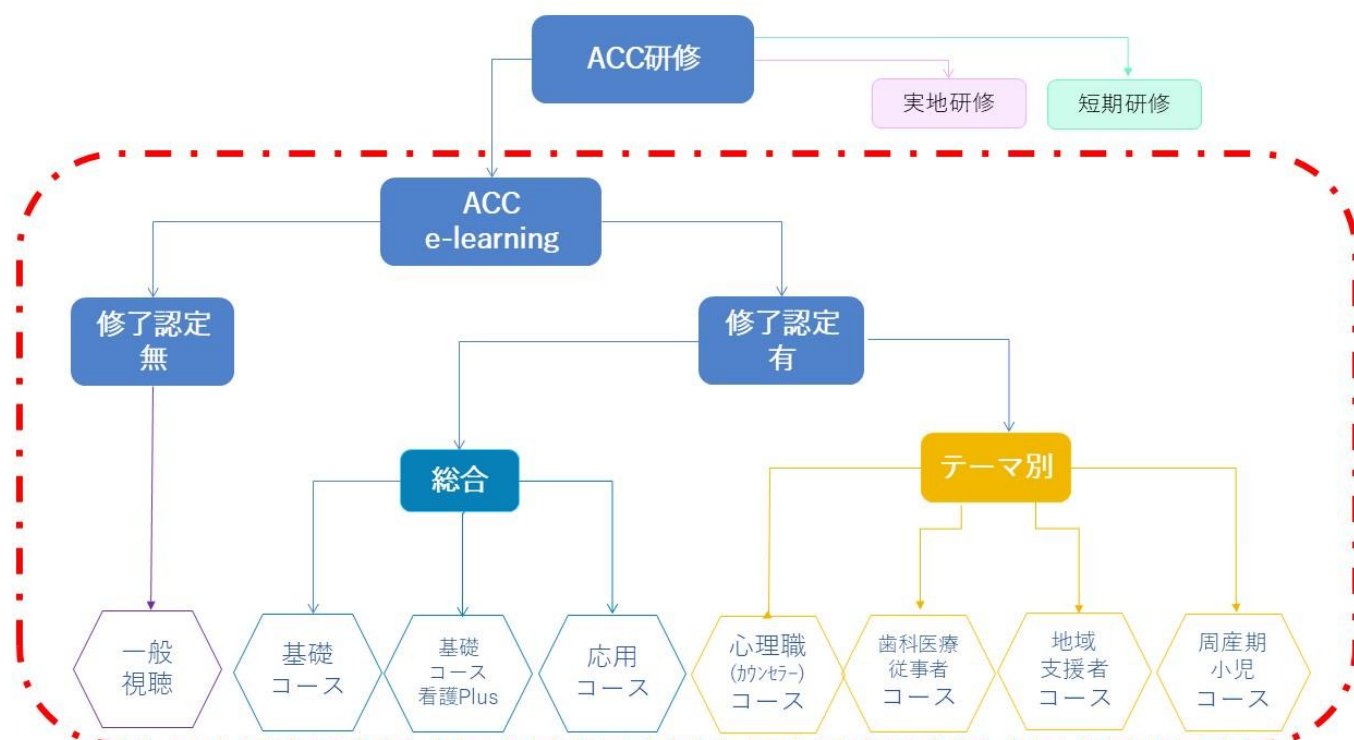 ACC研修
実地研修
短期研修
ACC
e-learning
修了認定
無
修了認定
有
総合
テーマ別
一般
視聴
基礎
コース
基礎
コース
看護Plus
応用
コース
心理職
(カウンセラー)
コース
歯科医療
従事者
コース
地域
支援者
コース
周産期
小児
コース